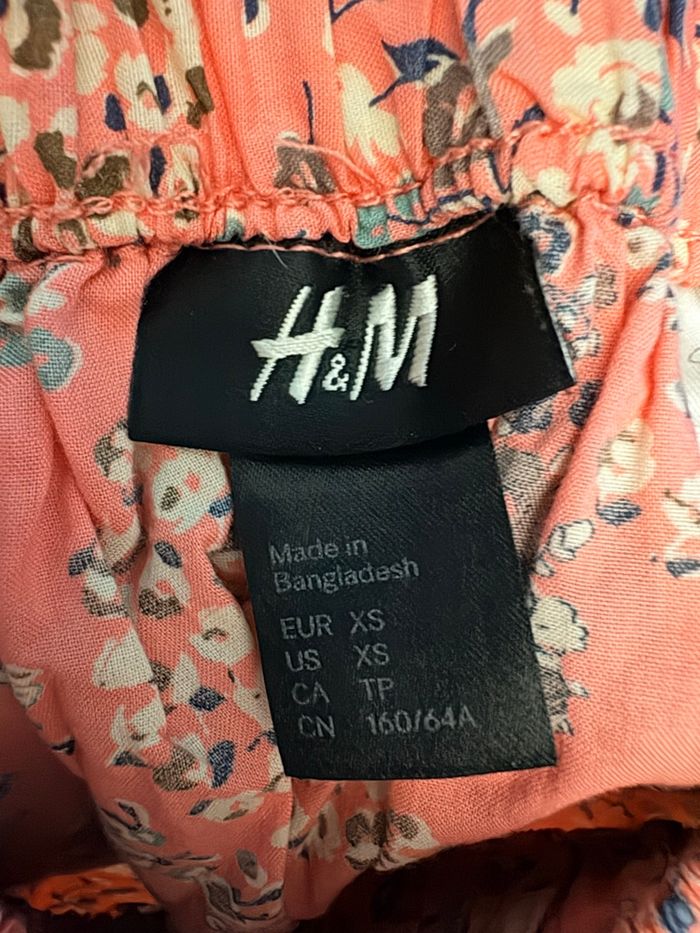 H&M
Made in
Bangladesh
EUR XS
US XS
CA TP
CN 160/64A